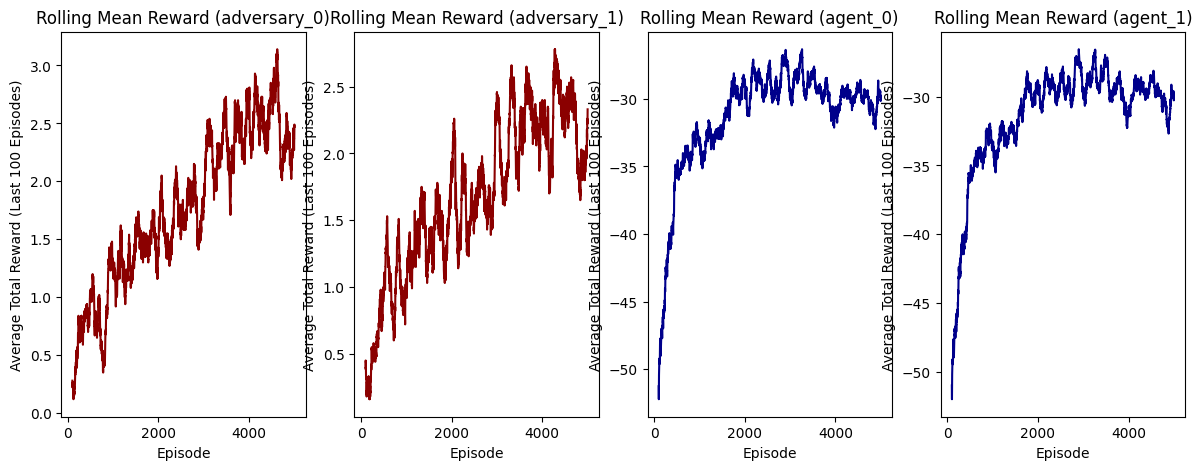 Rolling Mean Reward (adversary_0)
Average Total Reward (Last 100 Episodes)
3.0
2.5
2.0
1.5
1.0
0.5
0.0
0
2000
4000
Episode
Rolling Mean Reward (adversary_1)
Average Total Reward (Last 100 Episodes)
2.5
2.0
1.5
1.0
0.5
0
2000
4000
Episode
Rolling Mean Reward (agent_0)
Average Total Reward (Last 100 Episodes)
−30
−35
−40
−45
−50
0
2000
4000
Episode
Rolling Mean Reward (agent_1)
Average Total Reward (Last 100 Episodes)
−30
−35
−40
−45
−50
0
2000
4000
Episode